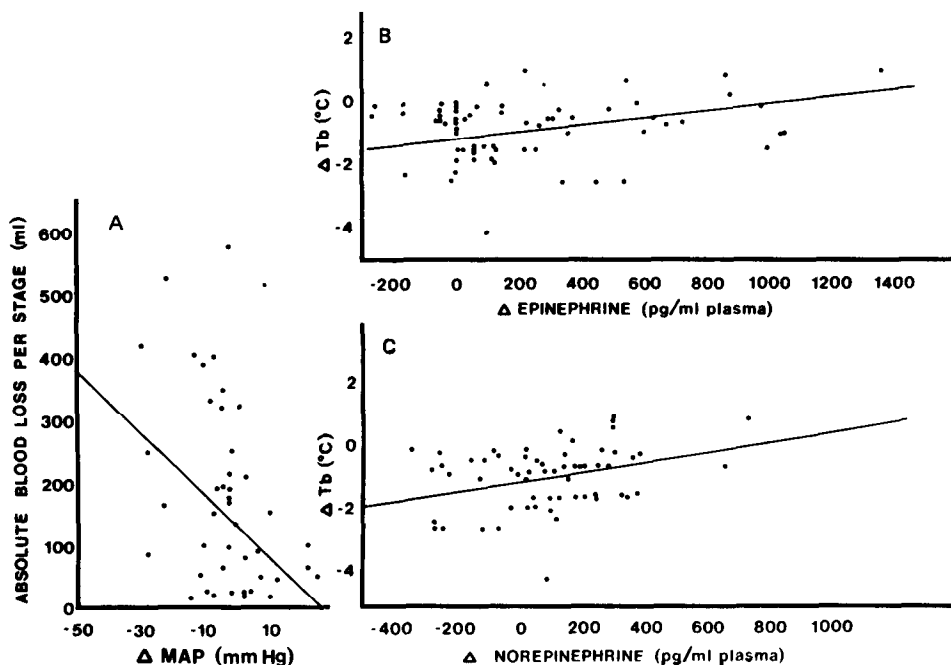 A
ABSOLUTE BLOOD LOSS PER STAGE (ml)
600
500
400
300
200
100
0
-50 -30 -10 10
Δ MAP (mm Hg)
B
Δ Tb (°C)
2
0
-2
-4
-200 0 200 400 600 800 1000 1200 1400
Δ EPINEPHRINE (pg/ml plasma)
C
Δ Tb (°C)
2
0
-2
-4
-400 -200 0 200 400 600 800 1000
Δ NOREPINEPHRINE (pg/ml plasma)